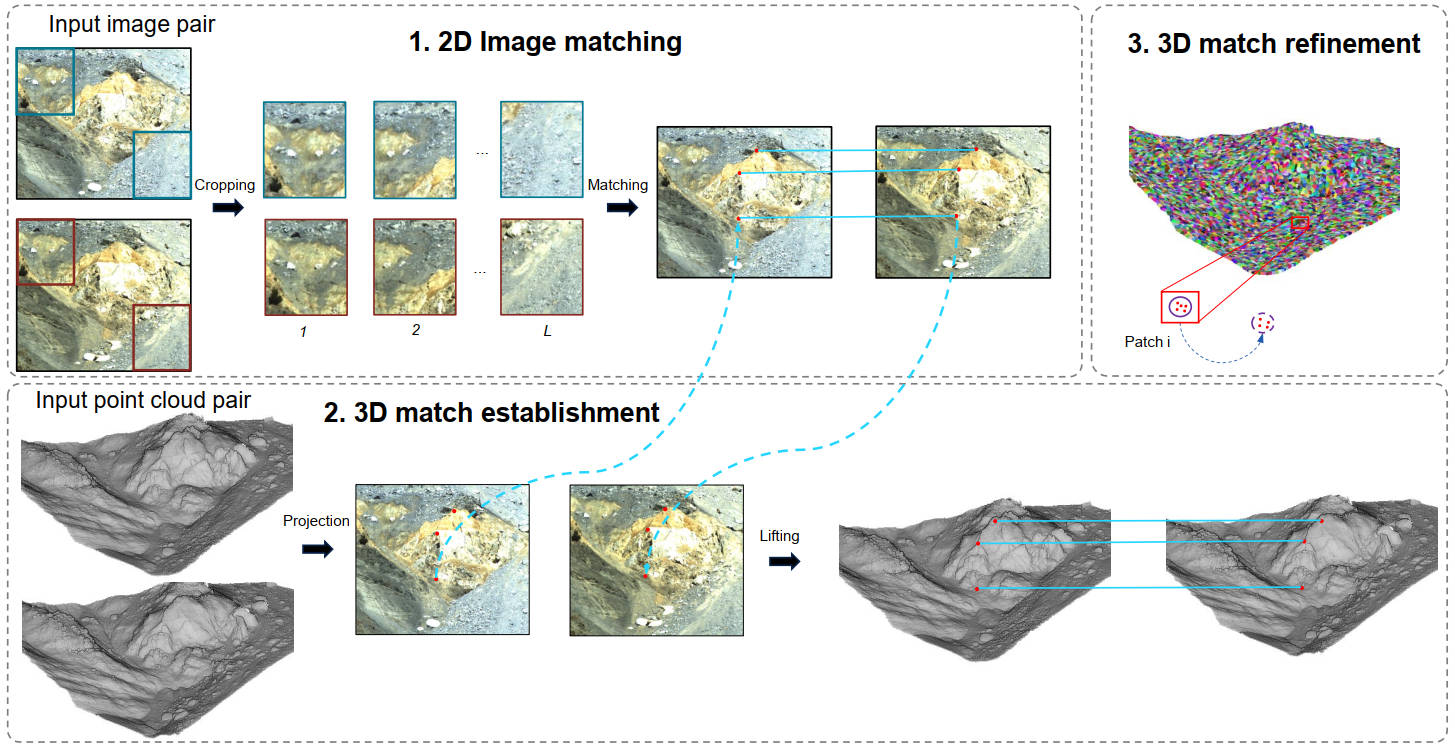 Input image pair
1. 2D Image matching
Cropping
...
...
1
2
L
Matching
3. 3D match refinement
Patch i
Input point cloud pair
2. 3D match establishment
Projection
Lifting